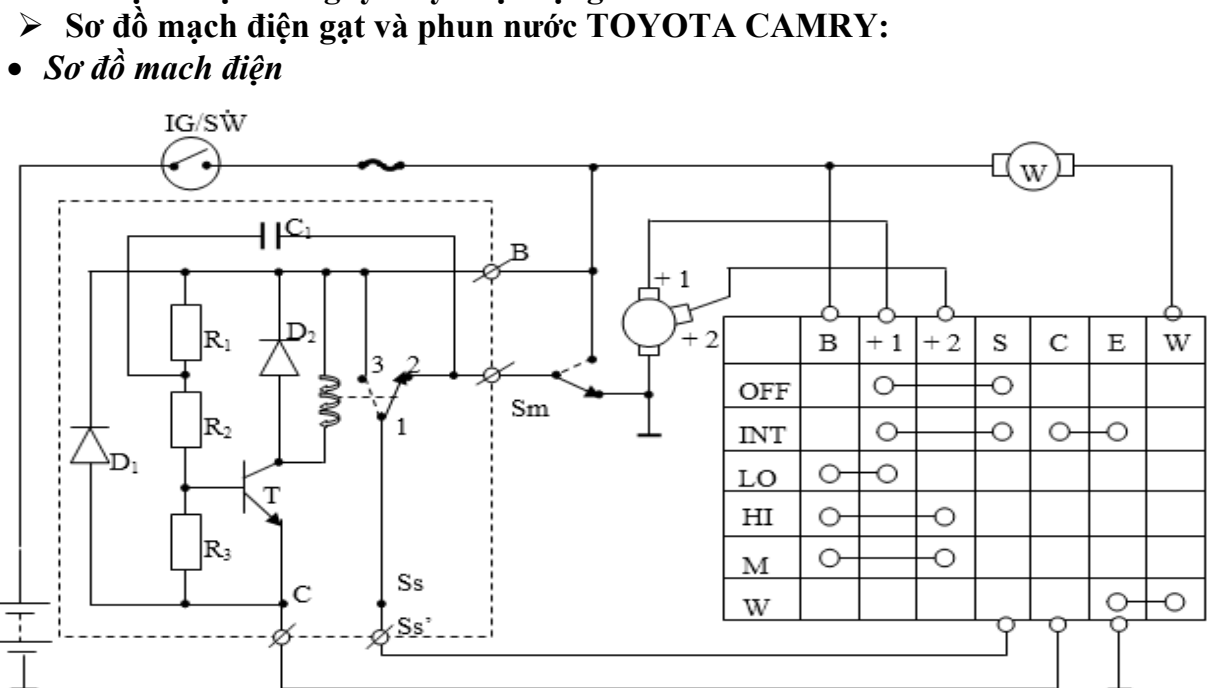 ➢ Sơ đồ mạch điện gạt và phun nước TOYOTA CAMRY:
• Sơ đồ mach điện
IG/SW
W
C₁
B
+ 1
+ 2
R₁
D₂
3
2
R₂
1
Sm
D₁
T
R₃
C
Ss
Ss’
B + 1 + 2 S C E W
OFF
INT
LO
HI
M
W